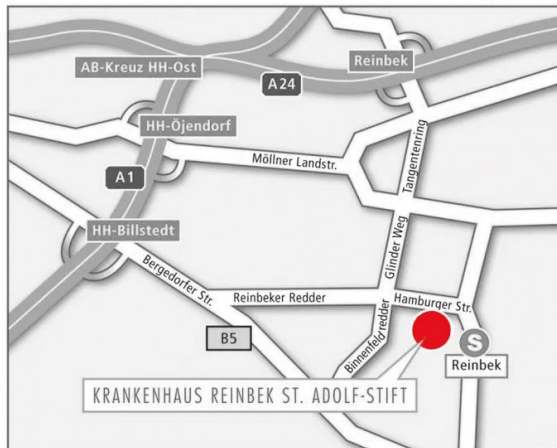 AB-Kreuz HH-Ost
Reinbek
A24
HH-Öjendorf
Möllner Landstr.
Tangentenring
A1
HH-Billstedt
Glinder Weg
Bergedorfer Str.
Reinbeker Redder
Hamburger Str.
B5
Binnenfeldredder
S
Reinbek
KRANKENHAUS REINBEK ST. ADOLF-STIFT